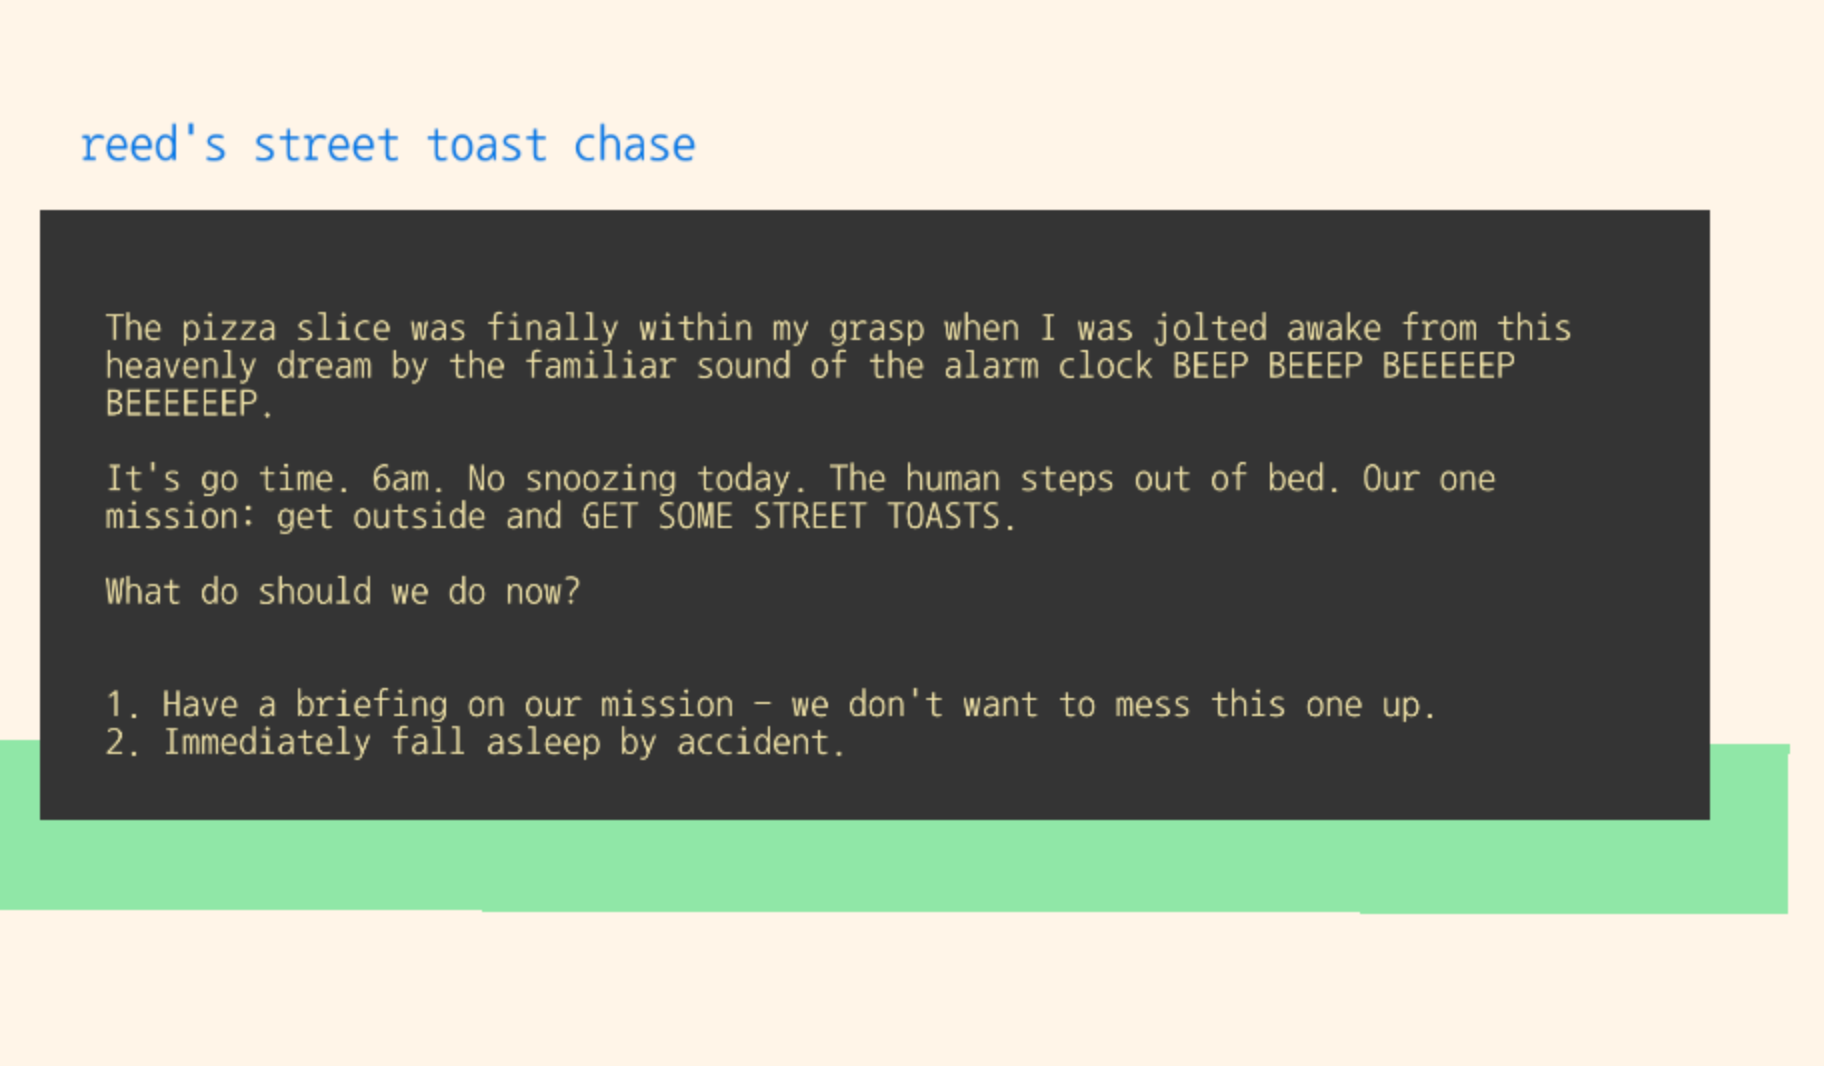 reed's street toast chase
The pizza slice was finally within my grasp when I was jolted awake from this
heavenly dream by the familiar sound of the alarm clock BEEP BEEEP BEEEEEP
BEEEEEEP.
It's go time. 6am. No snoozing today. The human steps out of bed. Our one
mission: get outside and GET SOME STREET TOASTS.
What do should we do now?
1. Have a briefing on our mission – we don't want to mess this one up.
2. Immediately fall asleep by accident.